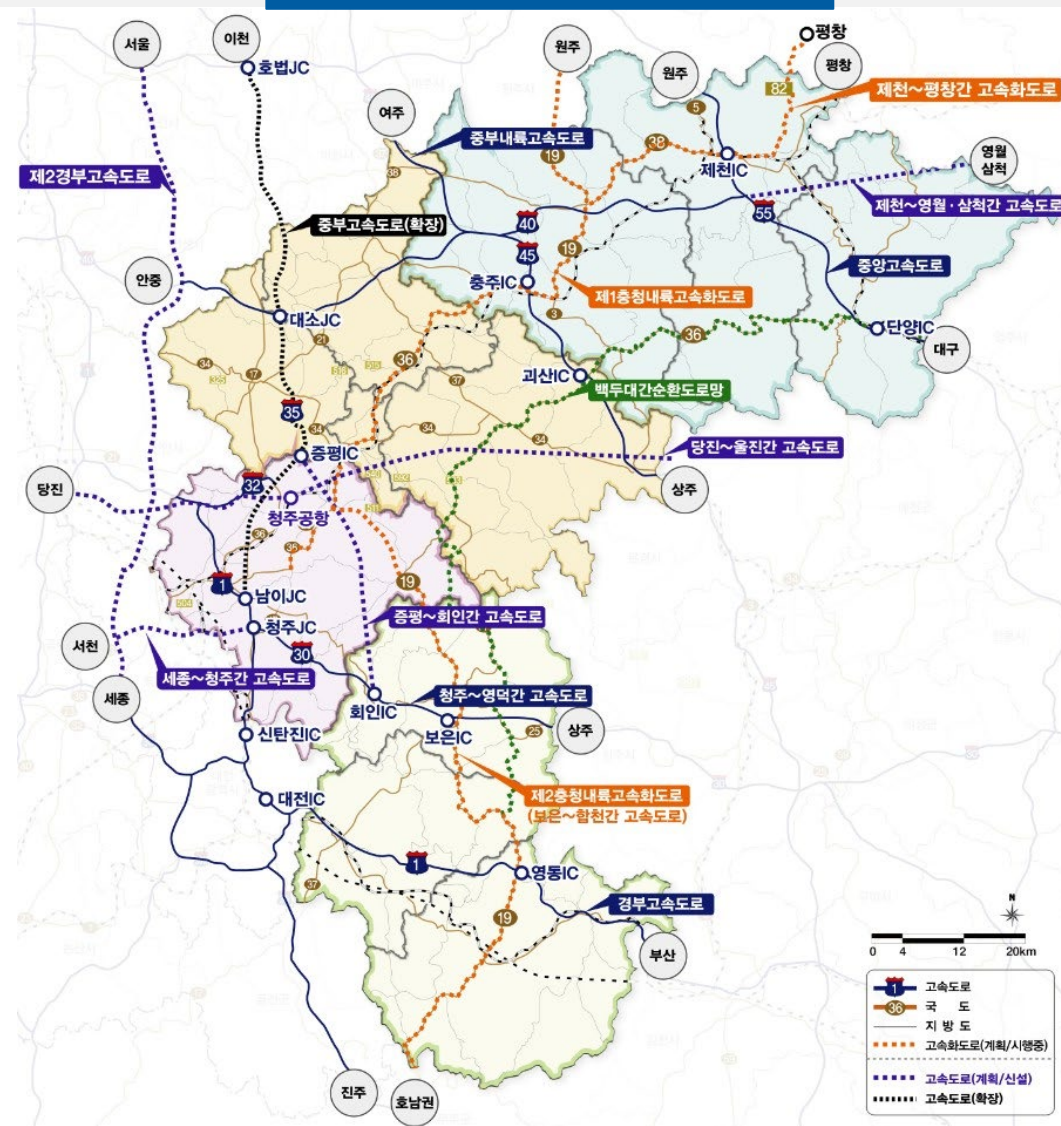 서울
이천
호법JC
원주
원주
평창
평창
5
82
제천~평창간 고속화도로
여주
중부내륙고속도로
19
38
제천IC
영월
삼척
제2경부고속도로
38
중부고속도로(확장)
40
55
제천~영월·삼척간 고속도로
45
19
중앙고속도로
안중
충주IC
제1충청내륙고속화도로
대소JC
3
21
36
36
단양IC
대구
34
17
37
괴산IC
백두대간순환도로망
35
34
34
34
증평IC
당진~울진간 고속도로
당진
32
청주공항
상주
36
36
1
19
남이JC
증평~회인간 고속도로
청주JC
서천
30
세종~청주간 고속도로
청주~영덕간 고속도로
세종
회인IC
보은IC
25
상주
신탄진IC
대전IC
제2충청내륙고속화도로
(보은~합천간 고속도로)
1
영동IC
37
19
경부고속도로
부산
N
0 4 12 20km
1 고속도로
36 국 도
지 방 도
고속화도로(계획/시행중)
고속도로(계획/신설)
고속도로(확장)
진주
호남권